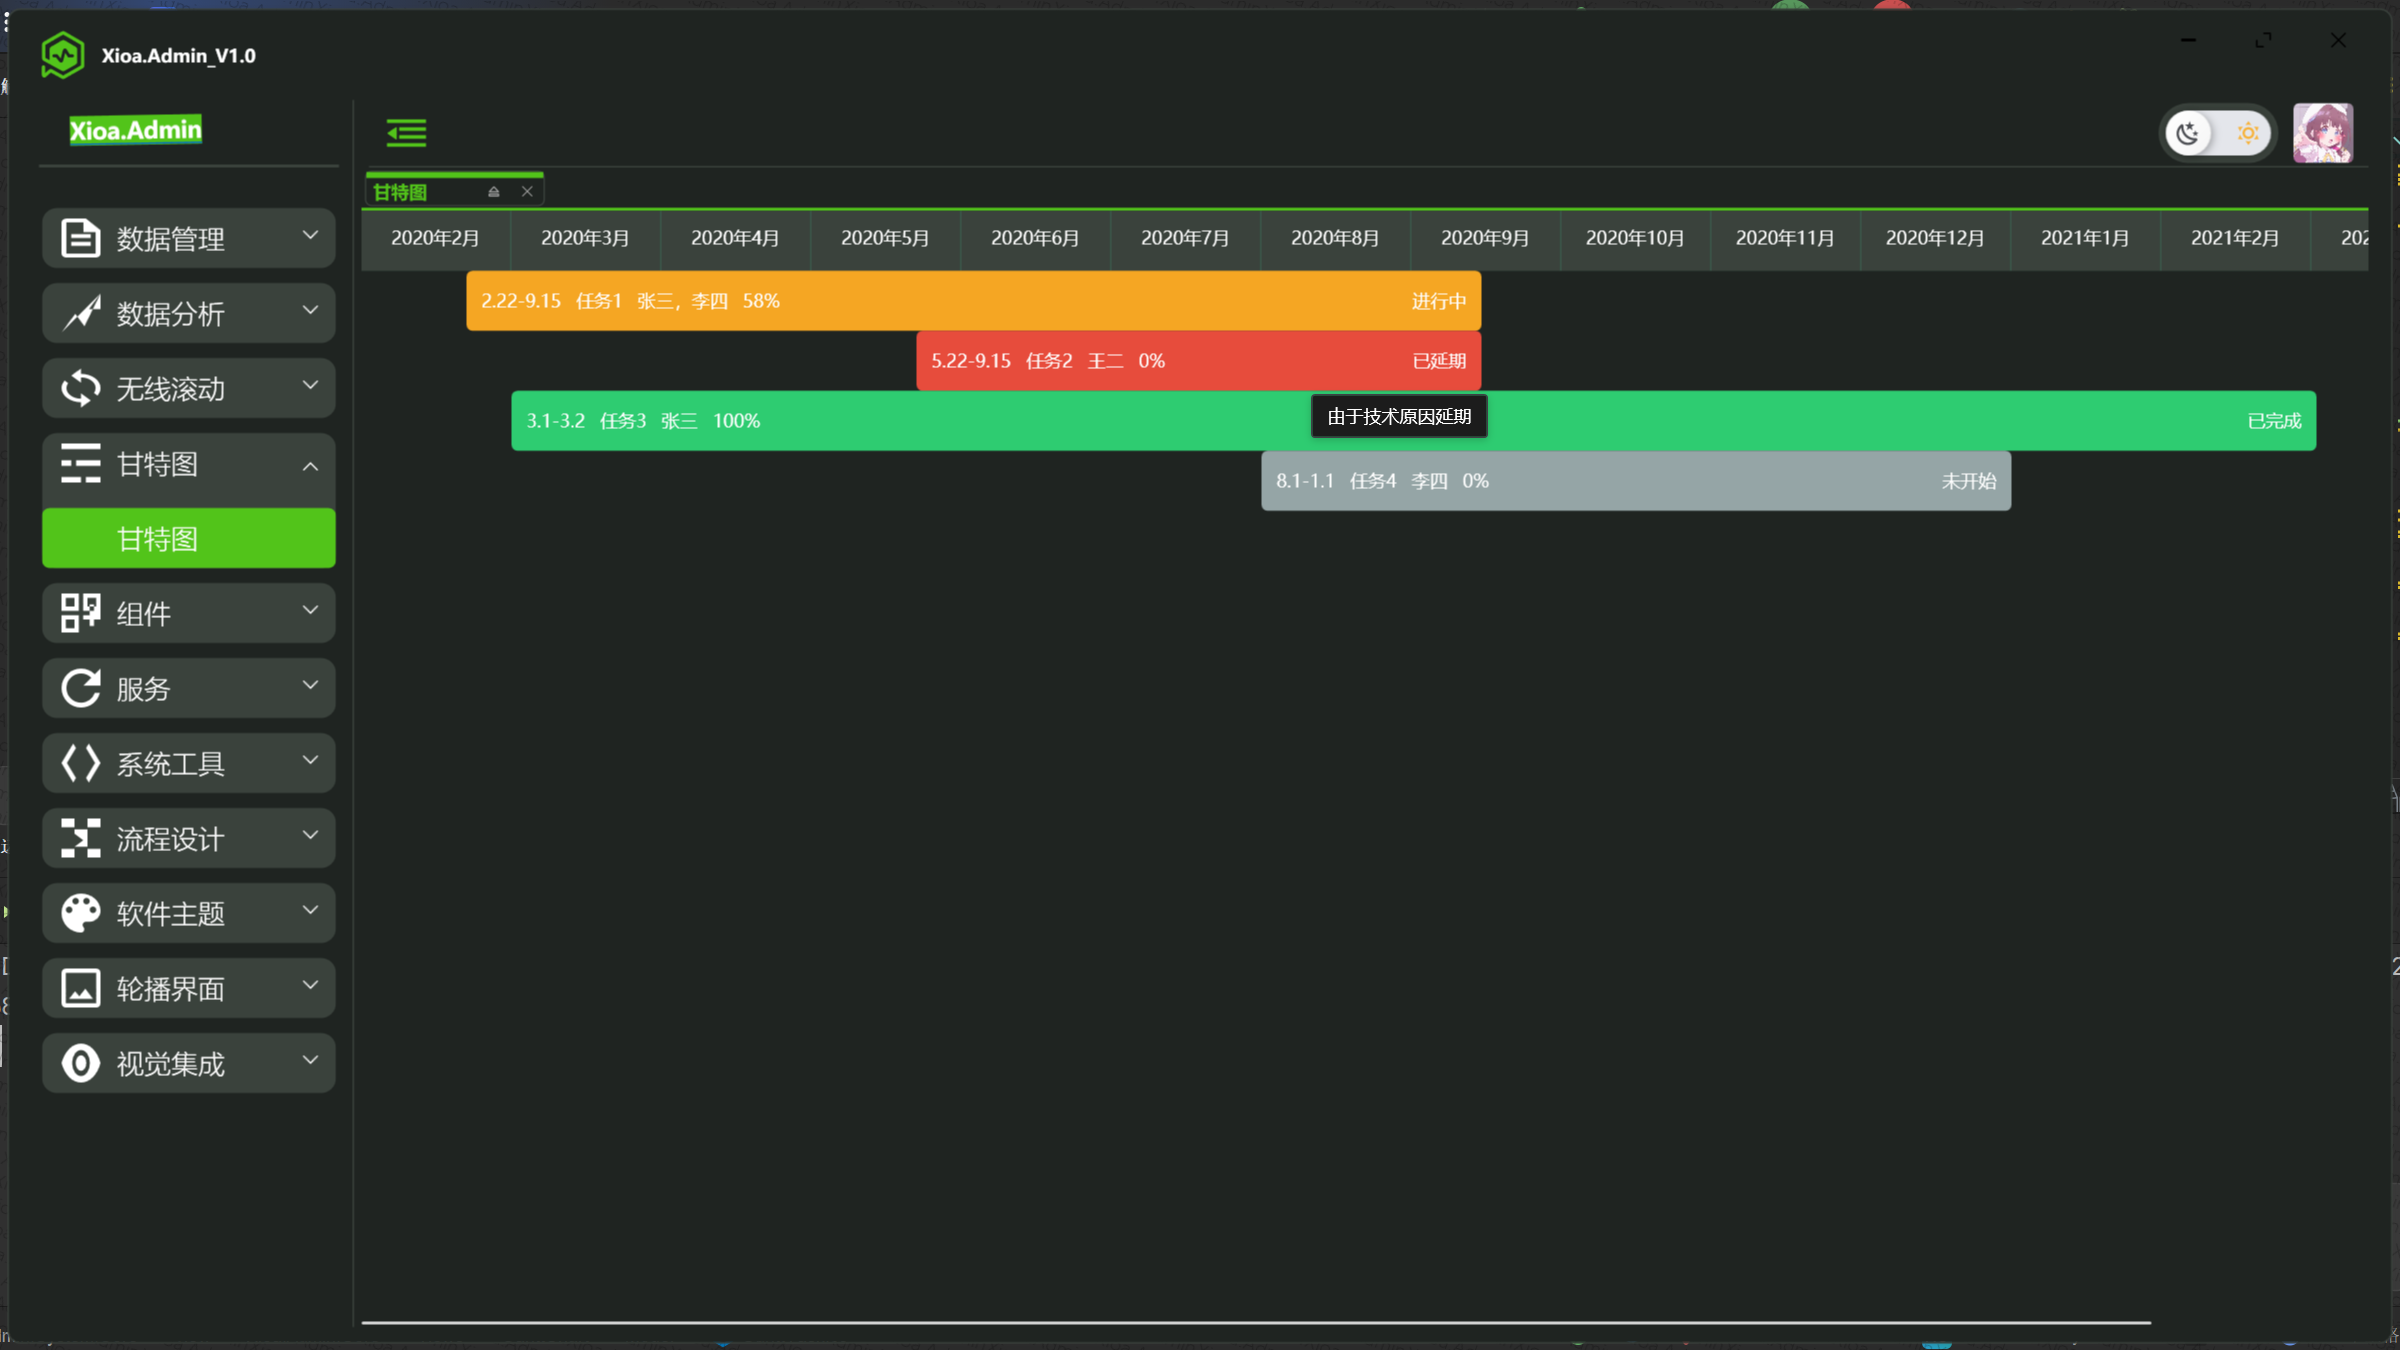 Xioa.Admin_V1.0
Xioa.Admin
数据管理
数据分析
无线滚动
甘特图
甘特图
组件
服务
系统工具
流程设计
软件主题
轮播界面
视觉集成
甘特图
2020年2月 2020年3月 2020年4月 2020年5月 2020年6月 2020年7月 2020年8月 2020年9月 2020年10月 2020年11月 2020年12月 2021年1月 2021年2月 202
2.22-9.15 任务1 张三，李四 58% 进行中
5.22-9.15 任务2 王二 0% 已延期
3.1-3.2 任务3 张三 100% 已完成
由于技术原因延期
8.1-1.1 任务4 李四 0% 未开始